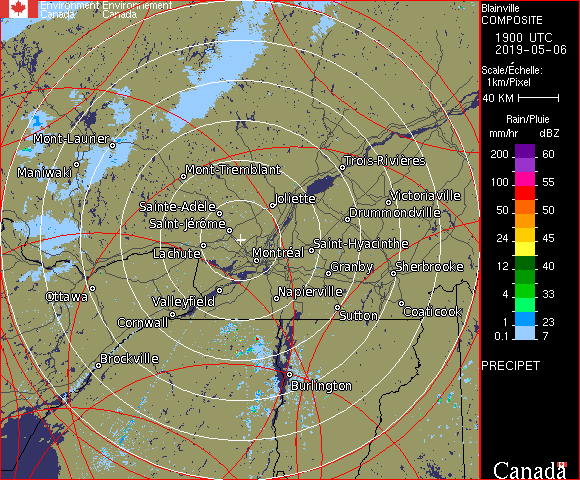 Environment Environnement
Canada Canada
Blainville
COMPOSITE
1900 UTC
2019-05-06
Scale/Échelle:
1km/Pixel
40 KM
Rain/Pluie
mm/hr dBZ
200 60
100 55
50 50
24 45
12 40
4 33
1 23
0.1 7
PRECIPET
Canada
Mont-Laurier
Maniwaki
Mont-Tremblant
Trois-Rivières
Joliette
Victoriaville
Sainte-Adèle
Drummondville
Saint-Jérôme
Saint-Hyacinthe
Lachute
Montréal
Granby
Sherbrooke
Ottawa
Valleyfield
Napierville
Cornwall
Sutton
Coaticook
Brockville
Burlington